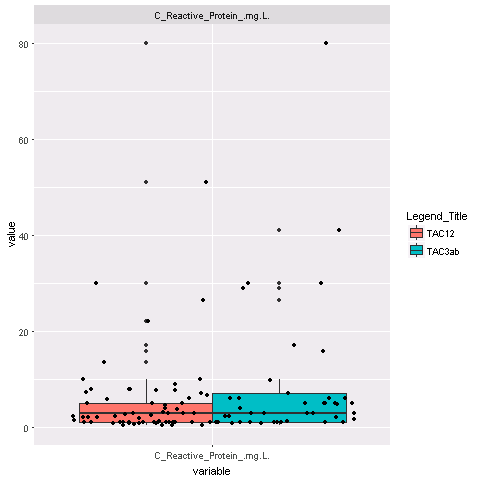 C_Reactive_Protein_.mg.L.
80
60
40
20
0
value
C_Reactive_Protein_.mg.L.
variable
Legend_Title
TAC12
TAC3ab